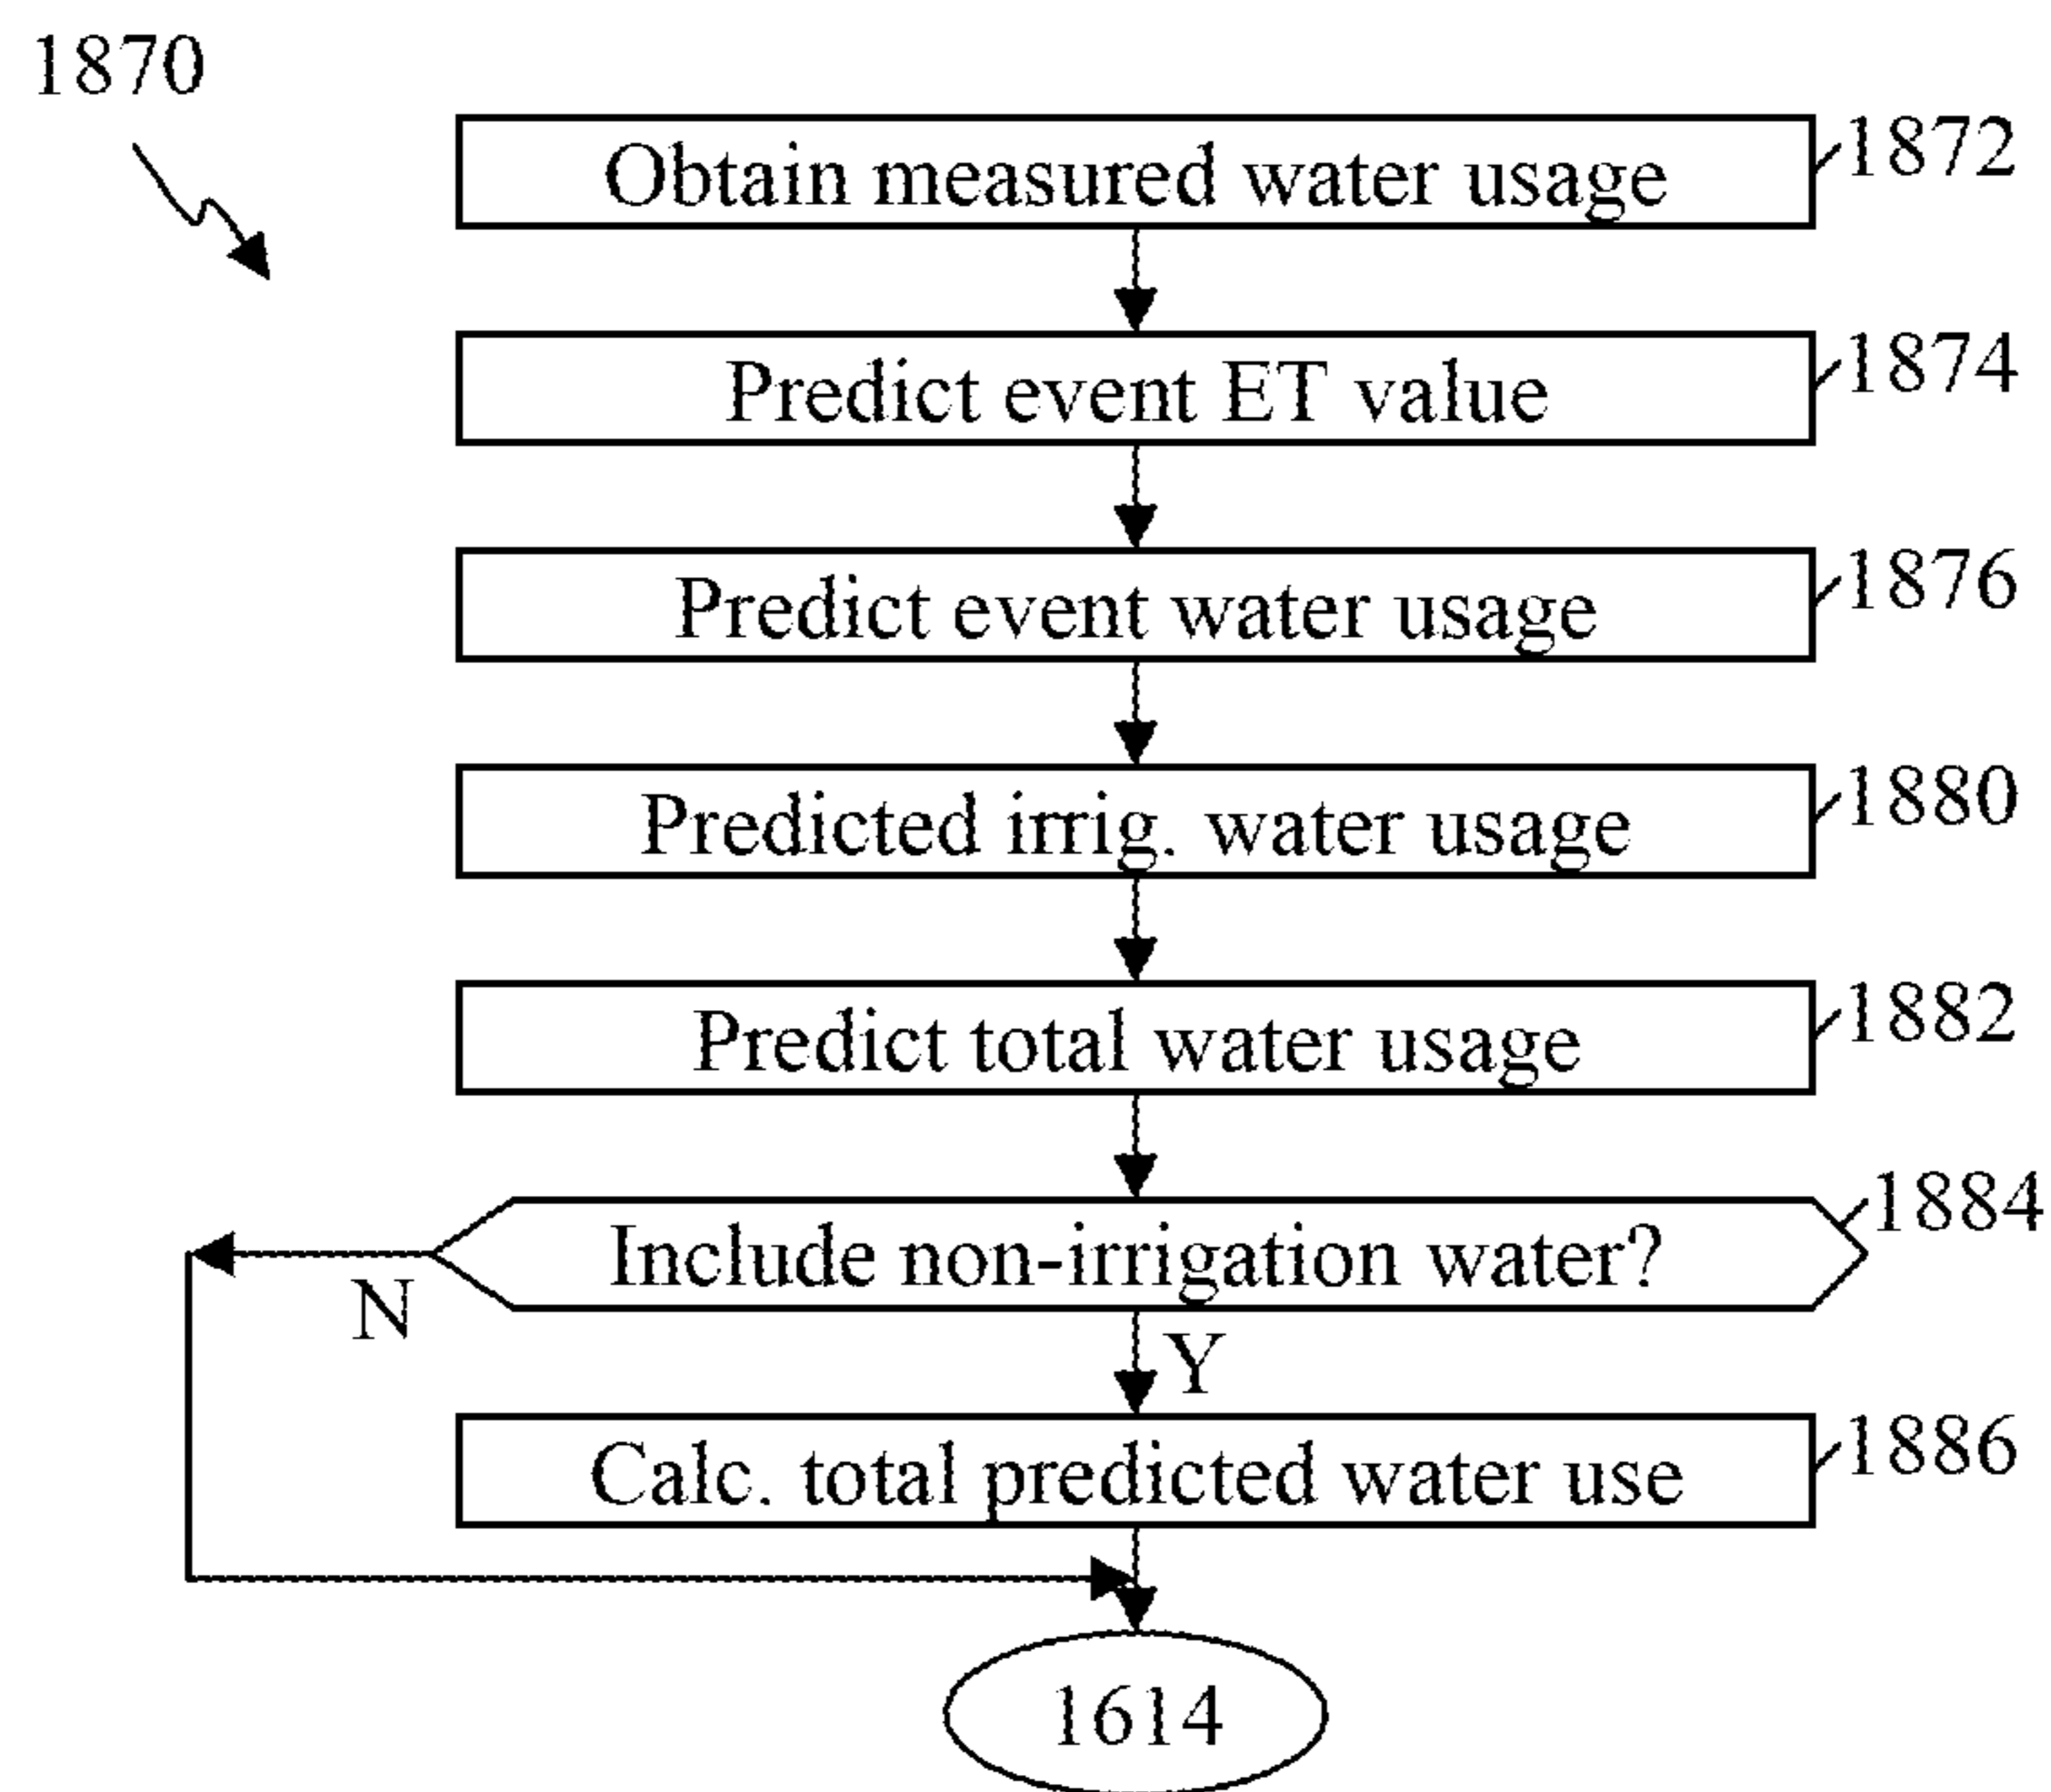 1870
Obtain measured water usage
1872
Predict event ET value
1874
Predict event water usage
1876
Predicted irrig. water usage
1880
Predict total water usage
1882
Include non-irrigation water?
1884
N
Y
Calc. total predicted water use
1886
1614